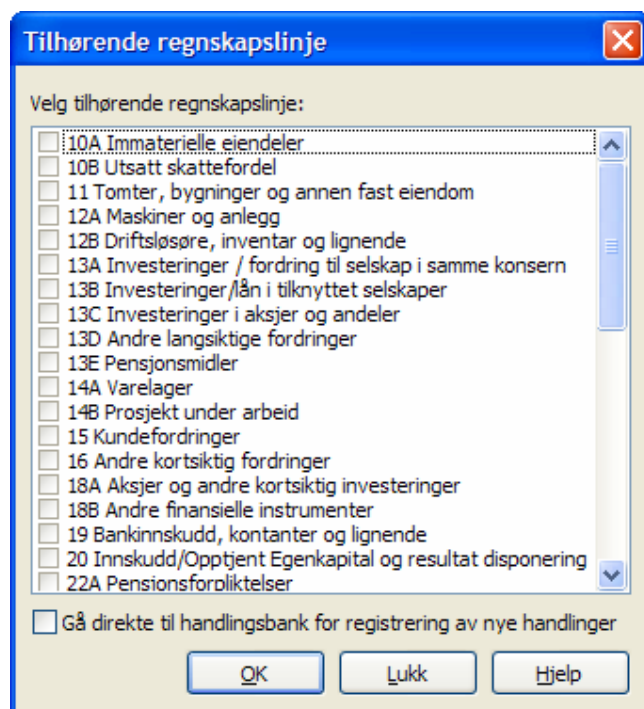 Tilhørende regnskapslinje
Velg tilhørende regnskapslinje:
10A Immaterielle eiendeler
10B Utsatt skattefordel
11 Tomter, bygninger og annen fast eiendom
12A Maskiner og anlegg
12B Driftsløsøre, inventar og lignende
13A Investeringer / fordring til selskap i samme konsern
13B Investeringer/lån i tilknyttet selskaper
13C Investeringer i aksjer og andeler
13D Andre langsiktige fordringer
13E Pensjonsmidler
14A Varelager
14B Prosjekt under arbeid
15 Kundefordringer
16 Andre kortsiktig fordringer
18A Aksjer og andre kortsiktig investeringer
18B Andre finansielle instrumenter
19 Bankinnskudd, kontanter og lignende
20 Innskudd/Opptjent Egenkapital og resultat disponering
22A Pensionsforpliktelser
Gå direkte til handlingsbank for registrering av nye handlinger
OK Lukk Hjelp